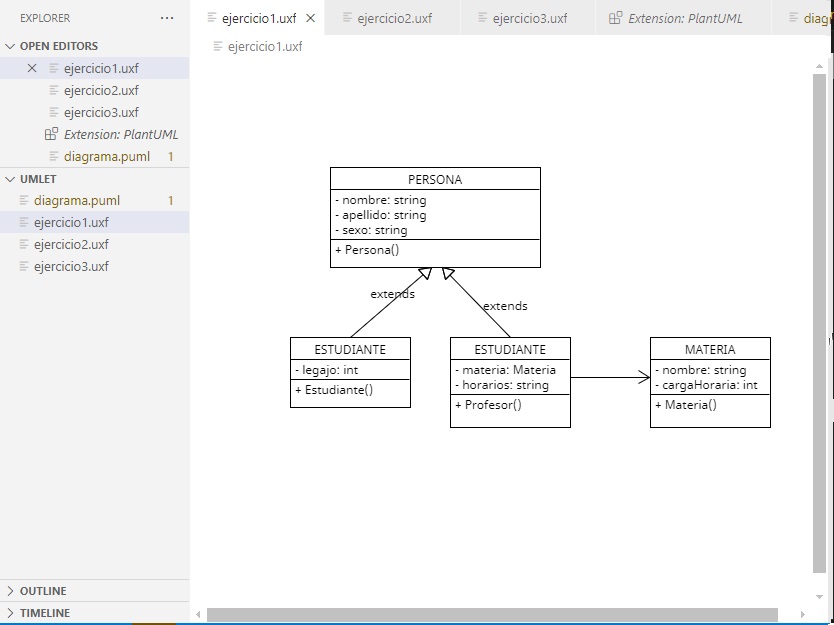 EXPLORER
OPEN EDITORS
ejercicio1.uxf
ejercicio2.uxf
ejercicio3.uxf
Extension: PlantUML
diagrama.puml 1
UMLET
diagrama.puml 1
ejercicio1.uxf
ejercicio2.uxf
ejercicio3.uxf
OUTLINE
TIMELINE
ejercicio1.uxf ejercicio2.uxf ejercicio3.uxf Extension: PlantUML diagr
ejercicio1.uxf
PERSONA
- nombre: string
- apellido: string
- sexo: string
+ Persona()
extends
extends
ESTUDIANTE
- legajo: int
+ Estudiante()
ESTUDIANTE
- materia: Materia
- horarios: string
+ Profesor()
MATERIA
- nombre: string
- cargaHoraria: int
+ Materia()